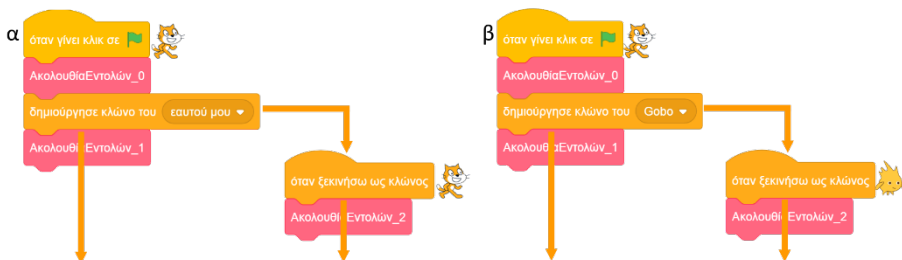 α
όταν γίνει κλικ σε
ΑκολουθίαΕντολών_0
δημιούργησε κλώνο του εαυτού μου
ΑκολουθίαΕντολών_1
όταν ξεκινήσω ως κλώνος
ΑκολουθίαΕντολών_2
β
όταν γίνει κλικ σε
ΑκολουθίαΕντολών_0
δημιούργησε κλώνο του Gobo
ΑκολουθίαΕντολών_1
όταν ξεκινήσω ως κλώνος
ΑκολουθίαΕντολών_2